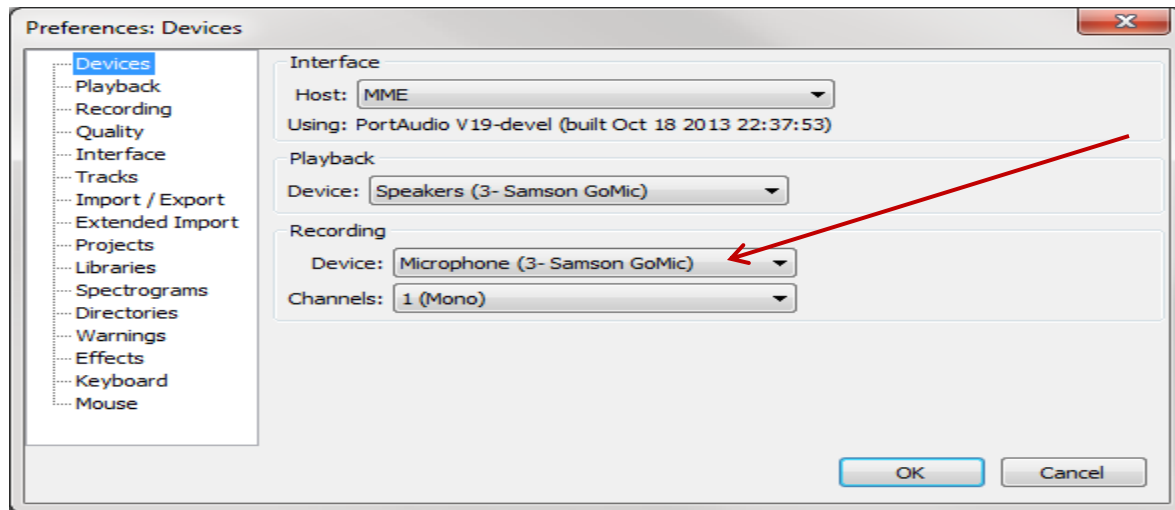 Preferences: Devices
Devices
Playback
Recording
Quality
Interface
Tracks
Import / Export
Extended Import
Projects
Libraries
Spectrograms
Directories
Warnings
Effects
Keyboard
Mouse
Interface
Host: MME
Using: PortAudio V19-devel (built Oct 18 2013 22:37:53)
Playback
Device: Speakers (3- Samson GoMic)
Recording
Device: Microphone (3- Samson GoMic)
Channels: 1 (Mono)
OK Cancel